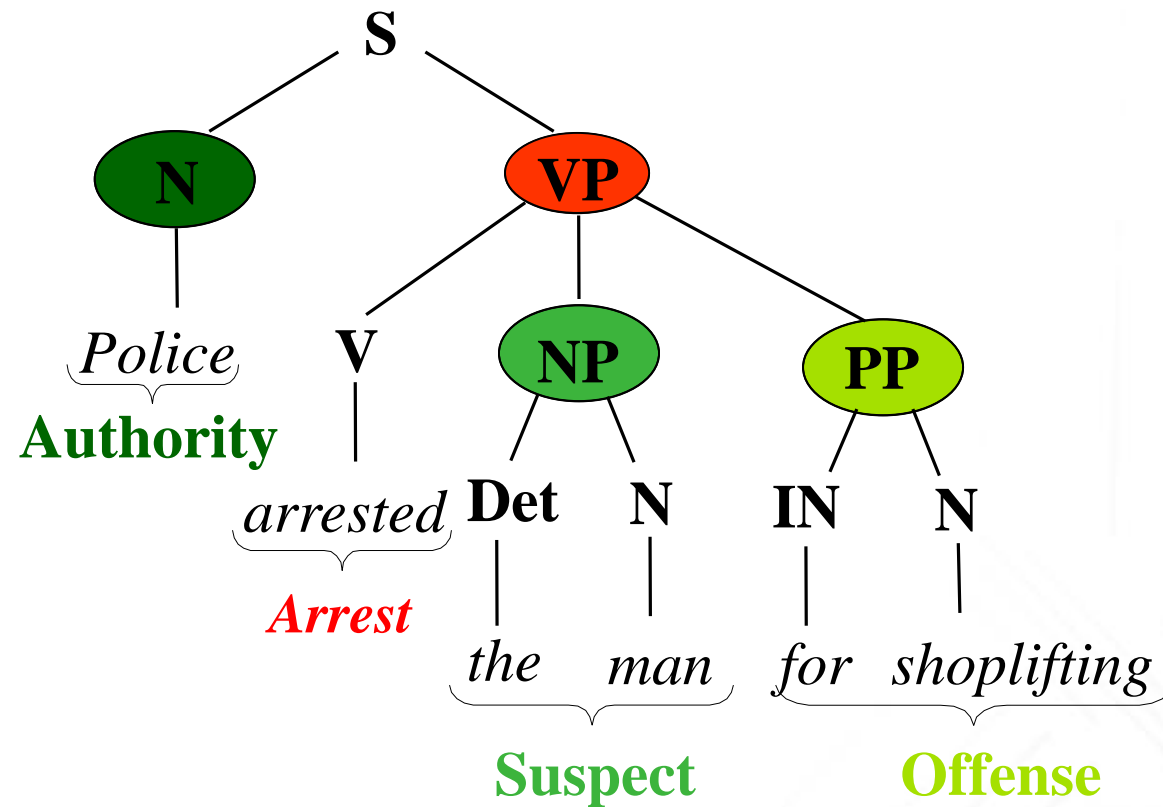 S
N VP
Police V NP PP
Authority
arrested Det N IN N
Arrest
the man for shoplifting
Suspect Offense